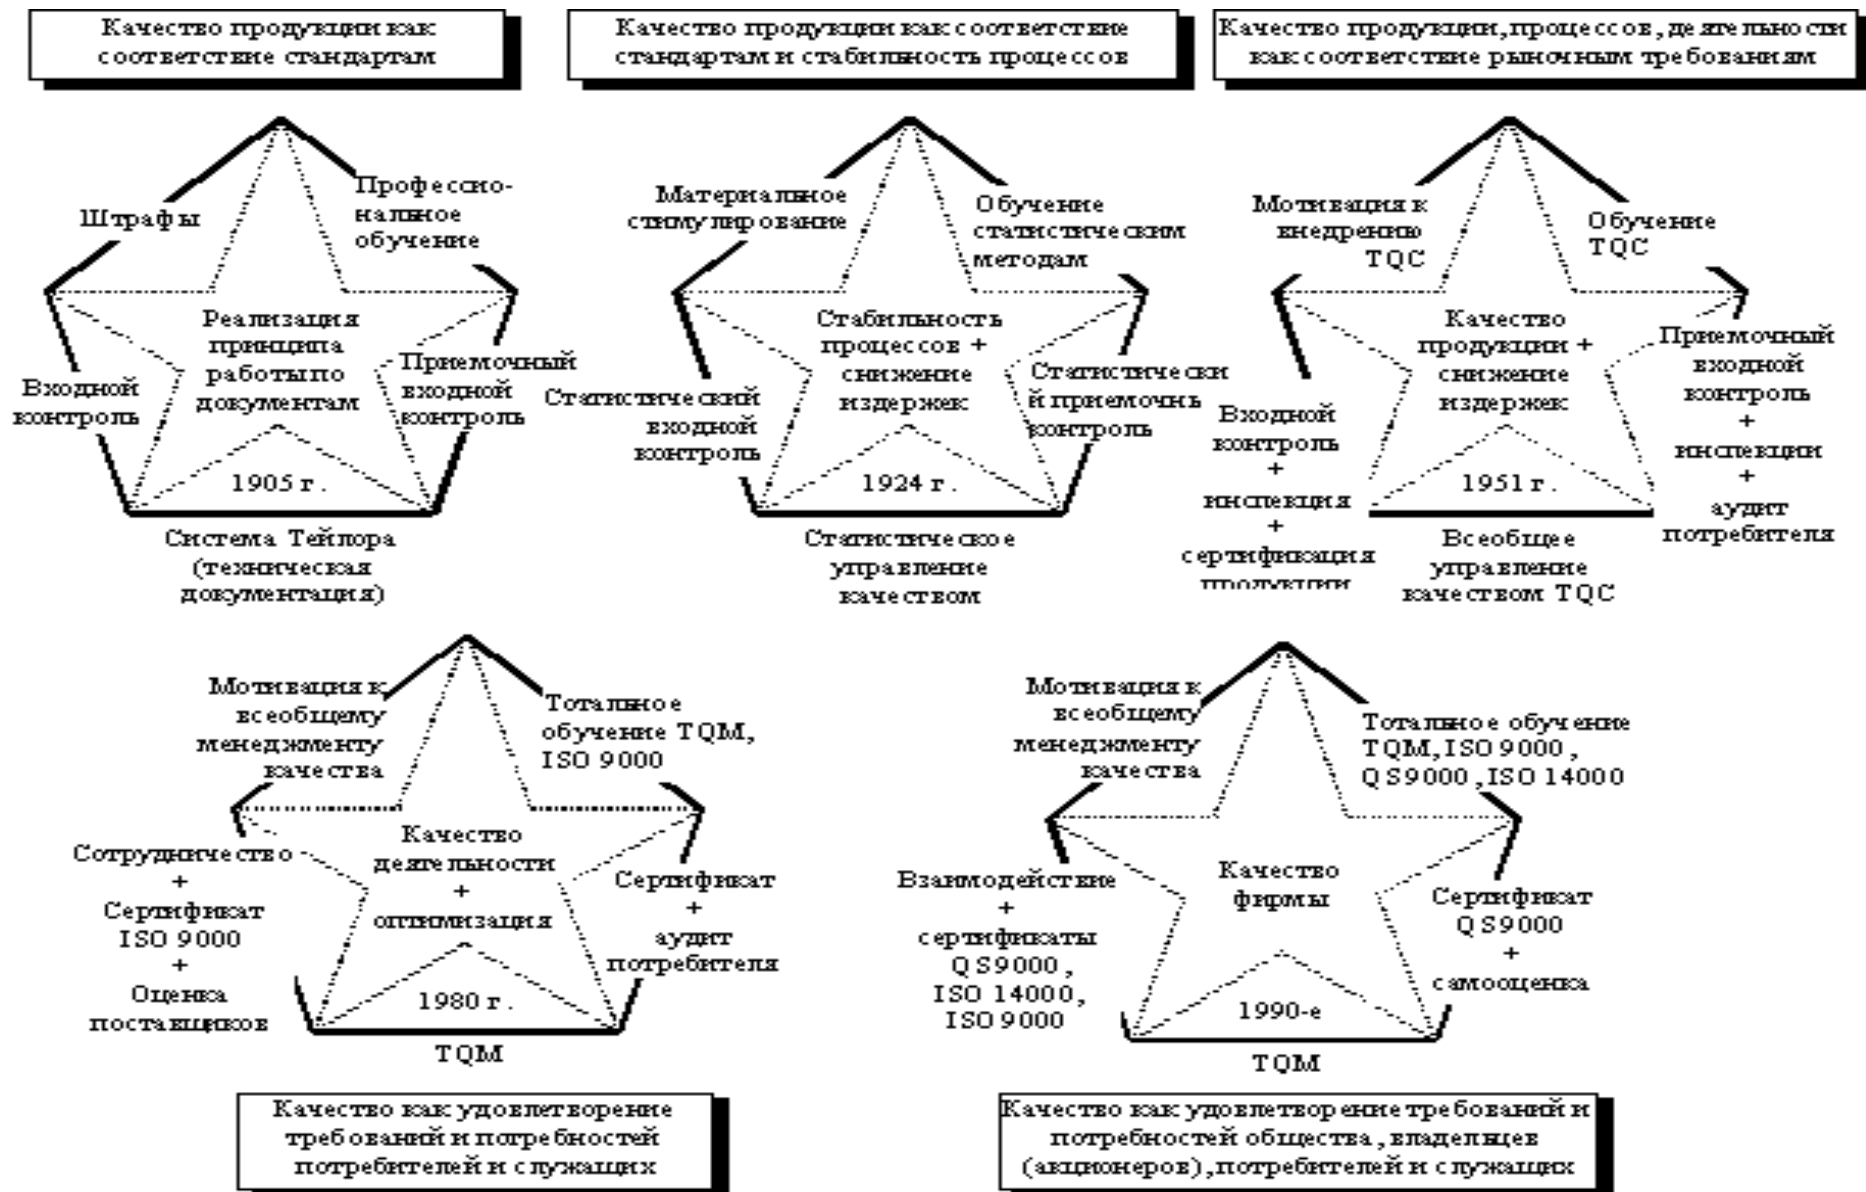 Качество продукции как
соответствие стандартам
Качество продукции как соответствие
стандартам и стабильность процессов
Качество продукции, процессов, деятельности
как соответствие рыночным требованиям
Штрафы
Профессио-
нальное
обучение
Реализация
принципа
работы по
документам
Входной
контроль
Приемочный
входной
контроль
1905 г.
Система Тейлора
(техническая
документация)
Материальное
стимулирование
Обучение
статистическим
методам
Стабильность
процессов +
снижение
издержек
Статистический
входной
контроль
Статистически
й приемочнь
контроль
1924 г.
Статистическое
управление
качеством
Мотивация к
внедрению
TQC
Обучение
TQC
Качество
продукции +
снижение
издержек
Входной
контроль
+
инспекция
+
сертификация
продукции
Приемочный
входной
контроль
+
инспекции
+
аудит
потребителя
1951 г.
Всеобщее
управление
качеством TQC
Мотивация к
всеобщему
менеджменту
качества
Тотальное
обучение TQM,
ISO 9000
Качество
деятельности
+
оптимизация
Сотрудничество
+
Сертификат
ISO 9000
+
Оценка
поставщиков
Сертификат
+
аудит
потребителя
1980 г.
TQM
Качество как удовлетворение
требований и потребностей
потребителей и служащих
Мотивация к
всеобщему
менеджменту
качества
Тотальное обучение
TQM, ISO 9000,
QS9000, ISO 14000
Качество
фирмы
Взаимодействие
+
сертификаты
QS9000,
ISO 14000,
ISO 9000
Сертификат
QS9000
+
самооценка
1990-е
TQM
Качество как удовлетворение требований и
потребностей общества, владельцев
(акционеров), потребителей и служащих